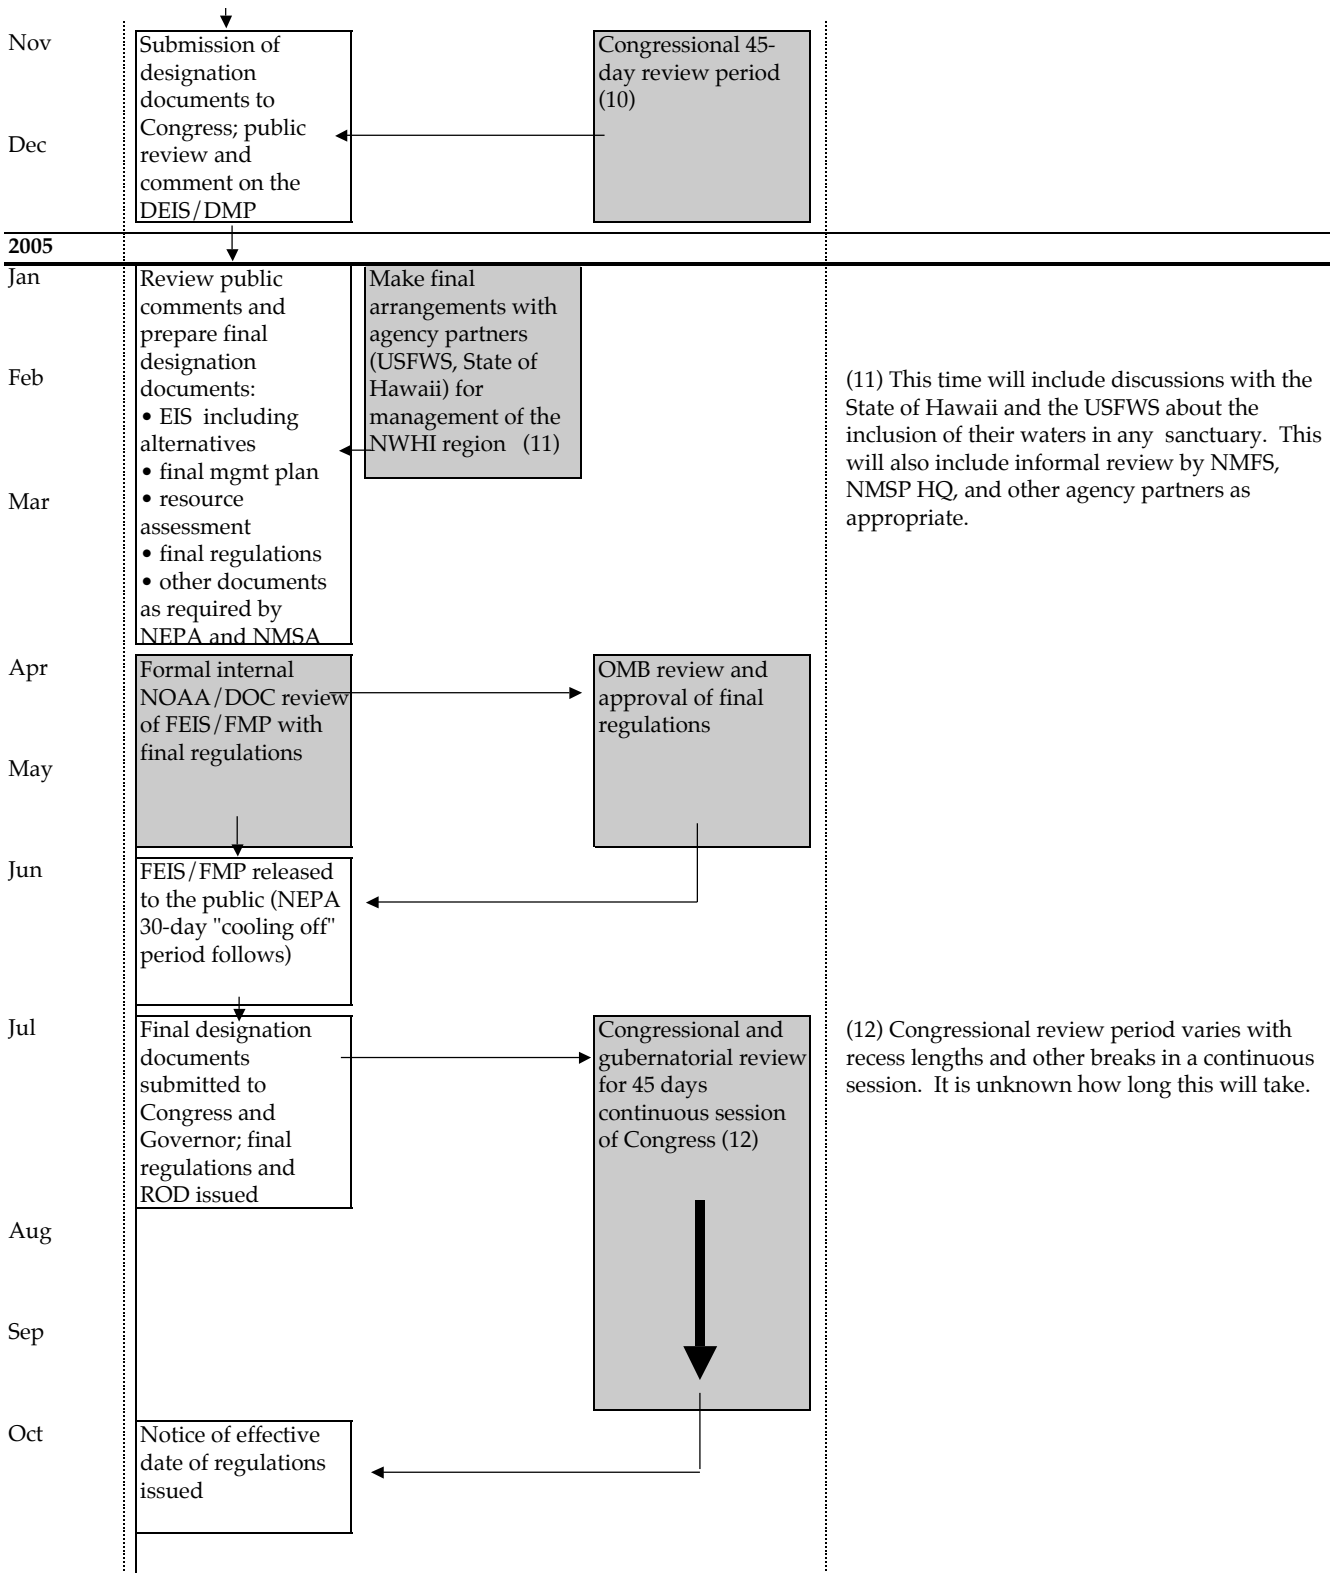 Nov
Submission of
designation
documents to
Congress; public
review and
comment on the
DEIS/DMP
Congressional 45-
day review period
(10)
Dec
2005
Jan
Review public
comments and
prepare final
designation
documents:
• EIS including
alternatives
• final mgmt plan
• resource
assessment
• final regulations
• other documents
as required by
NEPA and NMSA
Make final
arrangements with
agency partners
(USFWS, State of
Hawaii) for
management of the
NWHI region (11)
Feb
(11) This time will include discussions with the
State of Hawaii and the USFWS about the
inclusion of their waters in any sanctuary. This
will also include informal review by NMFS,
NMSP HQ, and other agency partners as
appropriate.
Mar
Apr
Formal internal
NOAA/DOC review
of FEIS/FMP with
final regulations
OMB review and
approval of final
regulations
May
Jun
FEIS/FMP released
to the public (NEPA
30-day "cooling off"
period follows)
Jul
Final designation
documents
submitted to
Congress and
Governor; final
regulations and
ROD issued
Congressional and
gubernatorial review
for 45 days
continuous session
of Congress (12)
(12) Congressional review period varies with
recess lengths and other breaks in a continuous
session. It is unknown how long this will take.
Aug
Sep
Oct
Notice of effective
date of regulations
issued